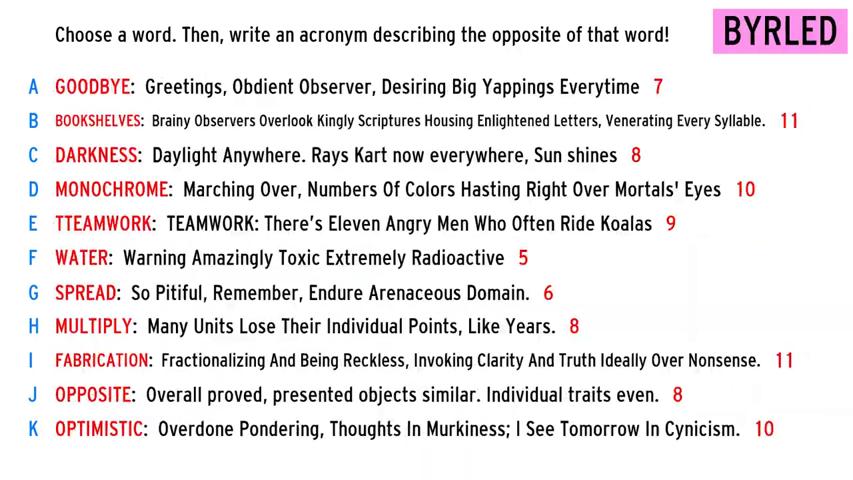 Choose a word. Then, write an acronym describing the opposite of that word!
BYRLED
A GOODBYE: Greetings, Obdient Observer, Desiring Big Yappings Everytime 7
B BOOKSHELVES: Brainy Observers Overlook Kingly Scriptures Housing Enlightened Letters, Venerating Every Syllable. 11
C DARKNESS: Daylight Anywhere. Rays Kart now everywhere, Sun shines 8
D MONOCHROME: Marching Over, Numbers Of Colors Hasting Right Over Mortals' Eyes 10
E TTEAMWORK: TEAMWORK: There's Eleven Angry Men Who Often Ride Koalas 9
F WATER: Warning Amazingly Toxic Extremely Radioactive 5
G SPREAD: So Pitiful, Remember, Endure Arenaceous Domain. 6
H MULTIPLY: Many Units Lose Their Individual Points, Like Years. 8
I FABRICATION: Fractionalizing And Being Reckless, Invoking Clarity And Truth Ideally Over Nonsense. 11
J OPPOSITE: Overall proved, presented objects similar. Individual traits even. 8
K OPTIMISTIC: Overdone Pondering, Thoughts In Murkiness; I See Tomorrow In Cynicism. 10